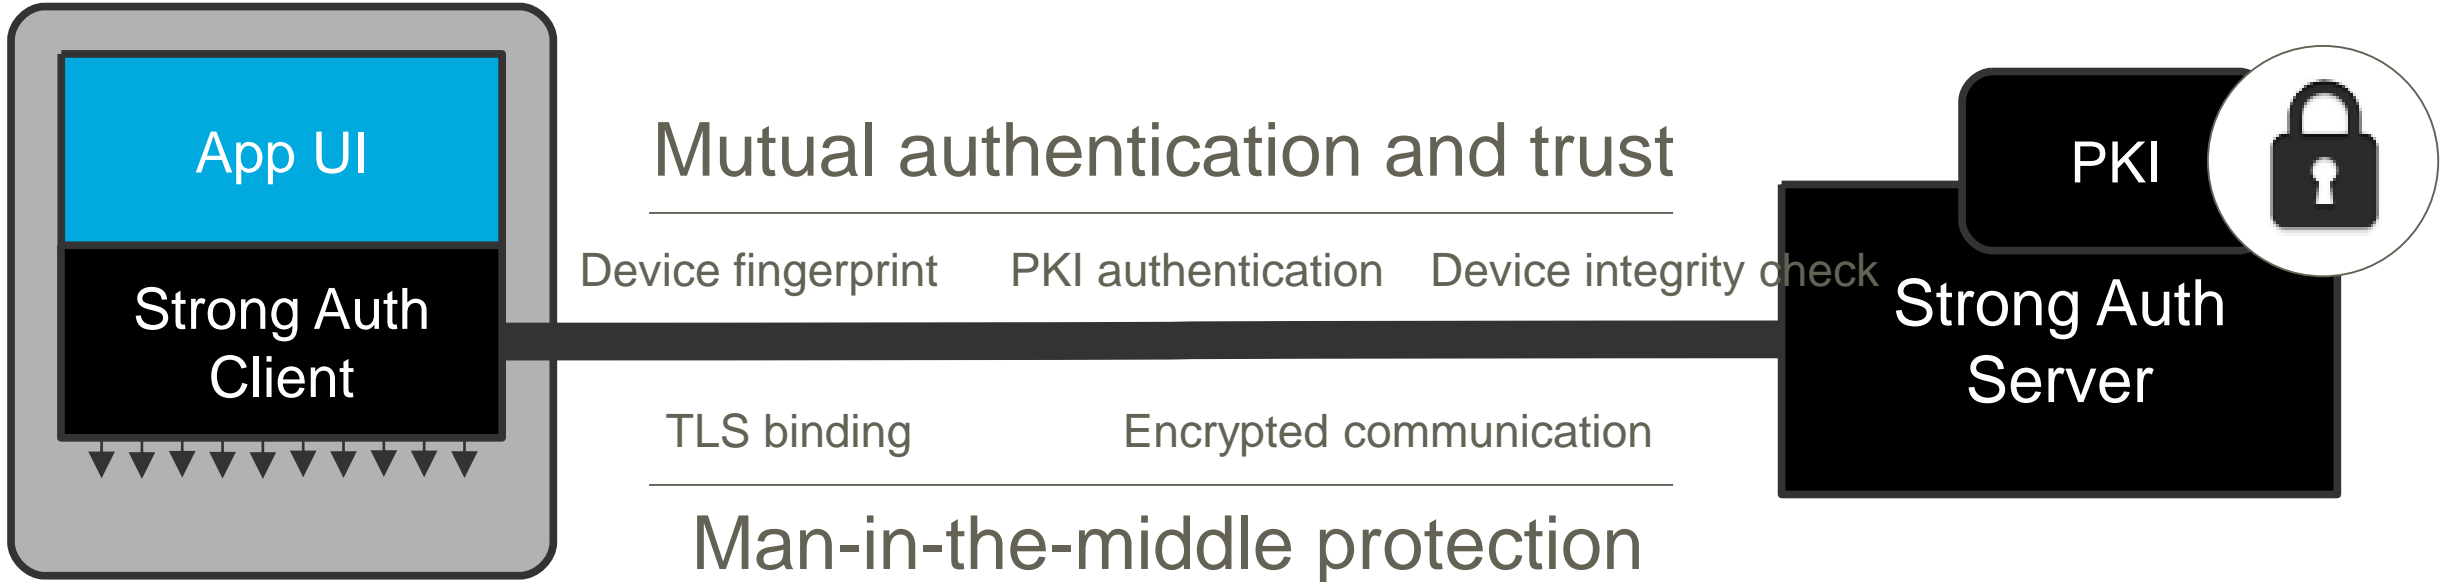 App UI
Strong Auth
Client
Mutual authentication and trust
Device fingerprint
PKI authentication
Device integrity check
TLS binding
Encrypted communication
Man-in-the-middle protection
PKI
Strong Auth
Server